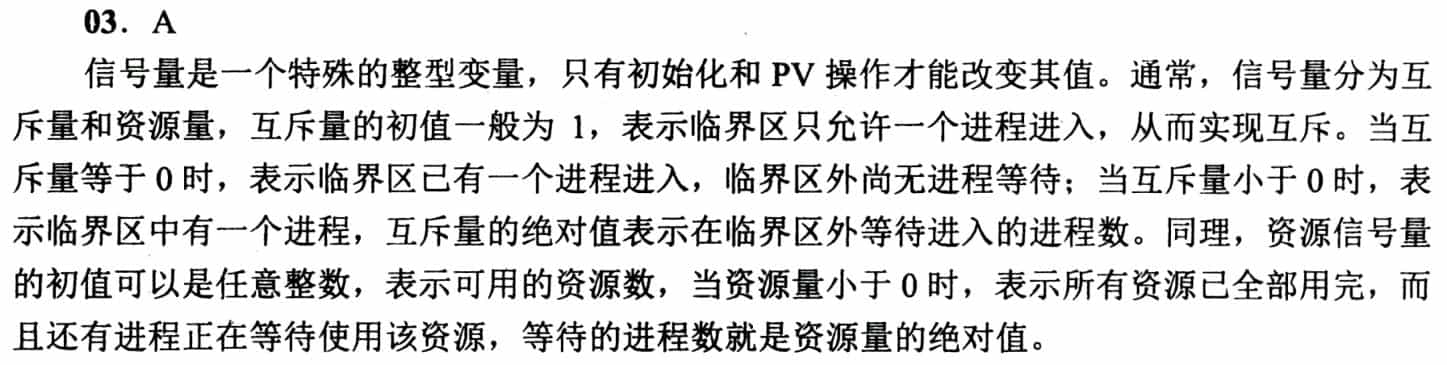 03. A
信号量是一个特殊的整型变量，只有初始化和 PV 操作才能改变其值。通常，信号量分为互
斥量和资源量，互斥量的初值一般为 1，表示临界区只允许一个进程进入，从而实现互斥。当互
斥量等于 0 时，表示临界区已有一个进程进入，临界区外尚无进程等待；当互斥量小于 0 时，表
示临界区中有一个进程，互斥量的绝对值表示在临界区外等待进入的进程数。同理，资源信号量
的初值可以是任意整数，表示可用的资源数，当资源量小于 0 时，表示所有资源已全部用完，而
且还有进程正在等待使用该资源，等待的进程数就是资源量的绝对值。